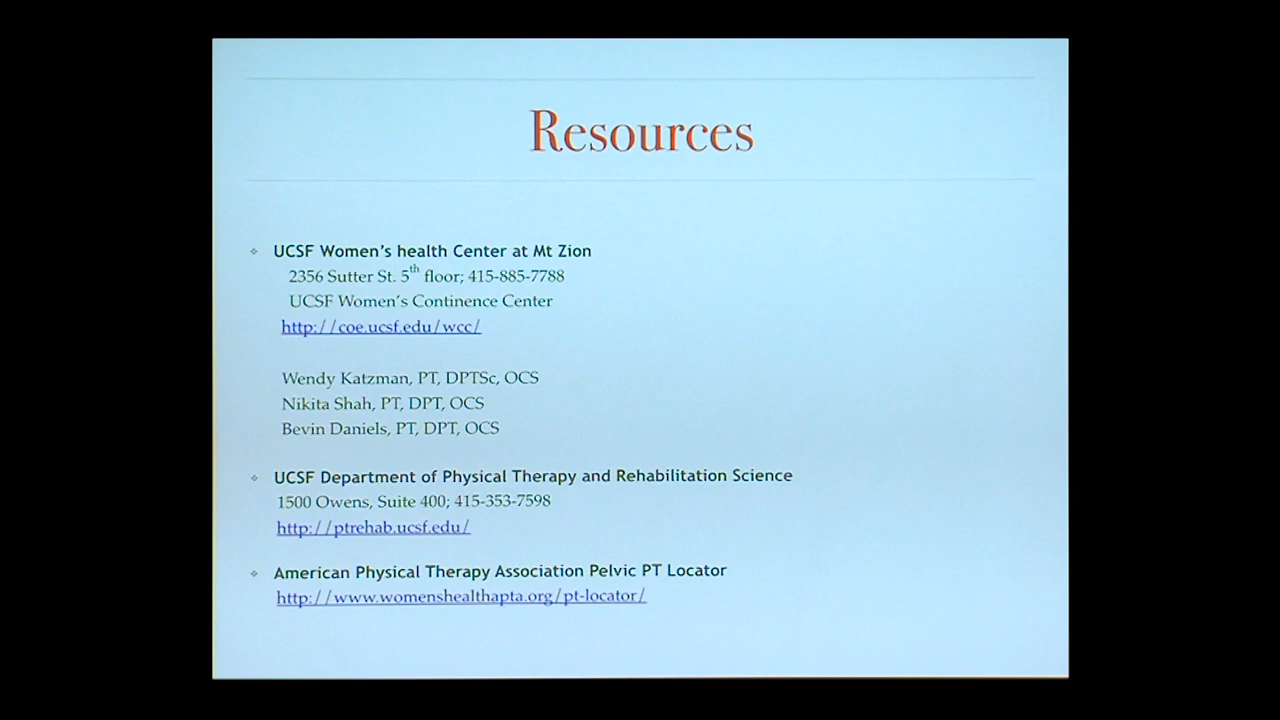 Resources
❖ UCSF Women's health Center at Mt Zion
2356 Sutter St. 5th floor; 415-885-7788
UCSF Women's Continence Center
http://coe.ucsf.edu/wcc/
Wendy Katzman, PT, DPTSc, OCS
Nikita Shah, PT, DPT, OCS
Bevin Daniels, PT, DPT, OCS
❖ UCSF Department of Physical Therapy and Rehabilitation Science
1500 Owens, Suite 400; 415-353-7598
http://ptrehab.ucsf.edu/
❖ American Physical Therapy Association Pelvic PT Locator
http://www.womenshealthapta.org/pt-locator/